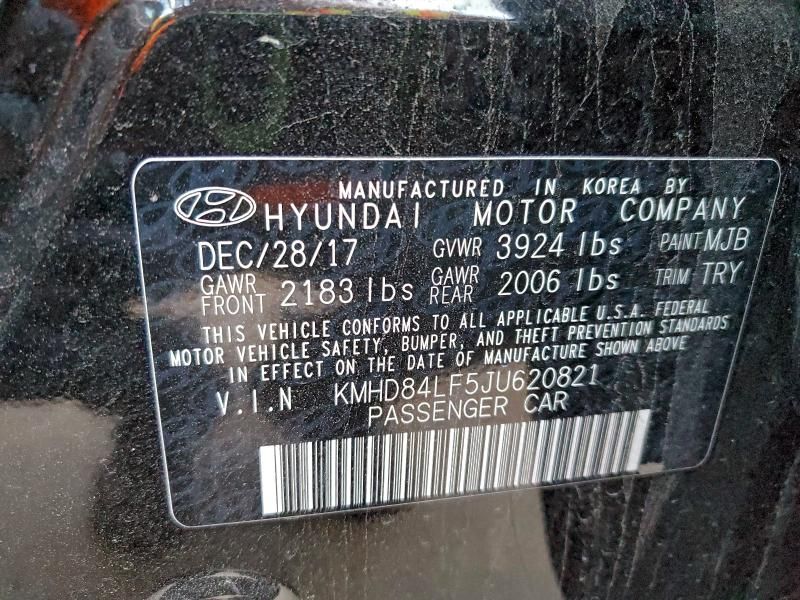 MANUFACTURED IN KOREA BY
HYUNDAI MOTOR COMPANY
DEC/28/17 GVWR 3924 lbs PAINT MJB
GAWR FRONT 2183 lbs GAWR REAR 2006 lbs TRIM TRY
THIS VEHICLE CONFORMS TO ALL APPLICABLE U.S.A. FEDERAL
MOTOR VEHICLE SAFETY, BUMPER, AND THEFT PREVENTION STANDARDS
IN EFFECT ON THE DATE OF MANUFACTURE SHOWN ABOVE
V.I.N KMHD84LF5JU620821
PASSENGER CAR